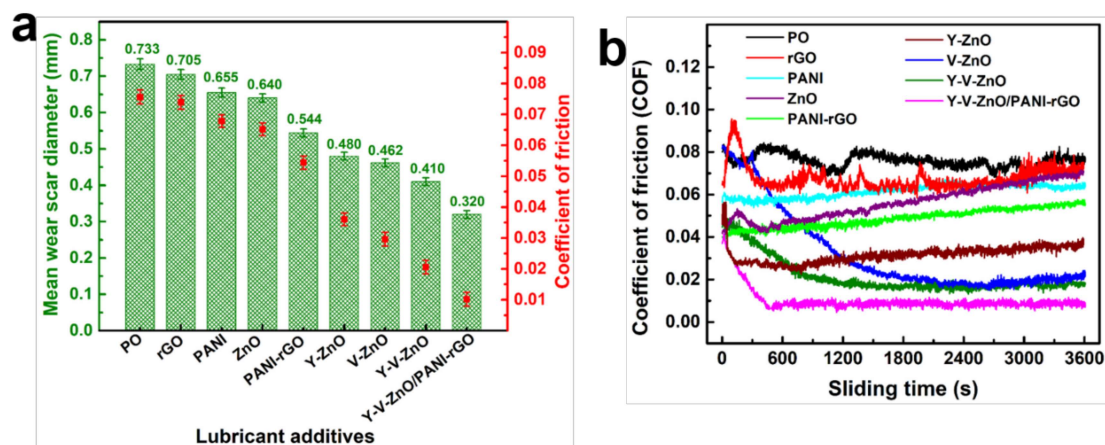 a
Mean wear scar diameter (mm)
0.8
0.7
0.6
0.5
0.4
0.3
0.2
0.1
0.0
0.733
0.705
0.655
0.640
0.544
0.480
0.462
0.410
0.320
0.09
0.08
0.07
0.06
0.05
0.04
0.03
0.02
0.01
Coefficient of friction
PO
rGO
PANI
ZnO
PANI-rGO
Y-ZnO
V-ZnO
Y-V-ZnO
Y-V-ZnO/PANI-rGO
Lubricant additives
b
Coefficient of friction (COF)
0.12
0.10
0.08
0.06
0.04
0.02
0.00
PO
rGO
PANI
ZnO
PANI-rGO
Y-ZnO
V-ZnO
Y-V-ZnO
Y-V-ZnO/PANI-rGO
0 600 1200 1800 2400 3000 3600
Sliding time (s)